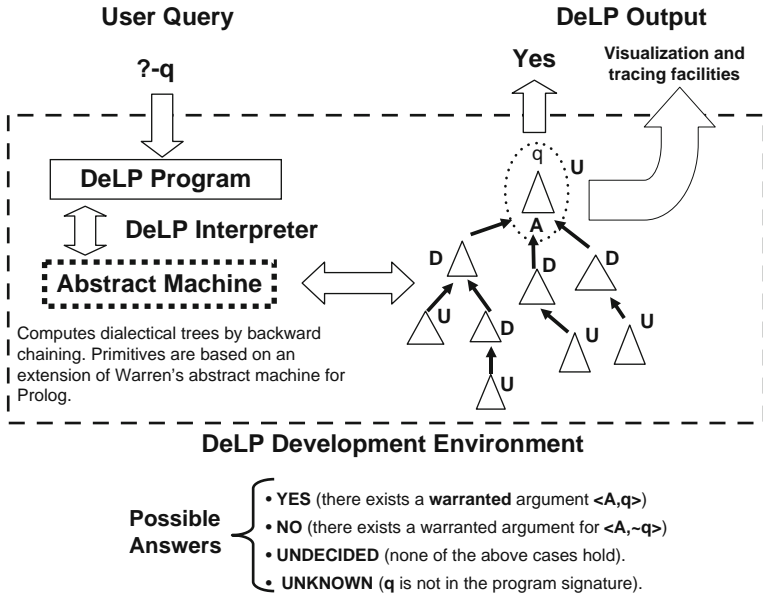 User Query
DeLP Output
?-q
Yes
Visualization and
tracing facilities
q
U
DeLP Program
A
DeLP Interpreter
D
D
D
Abstract Machine
U
D
U
U
Computes dialectical trees by backward
chaining. Primitives are based on an
extension of Warren's abstract machine for
Prolog.
U
DeLP Development Environment
Possible
Answers
• YES (there exists a warranted argument <A,q>)
• NO (there exists a warranted argument for <A,~q>)
• UNDECIDED (none of the above cases hold).
• UNKNOWN (q is not in the program signature).